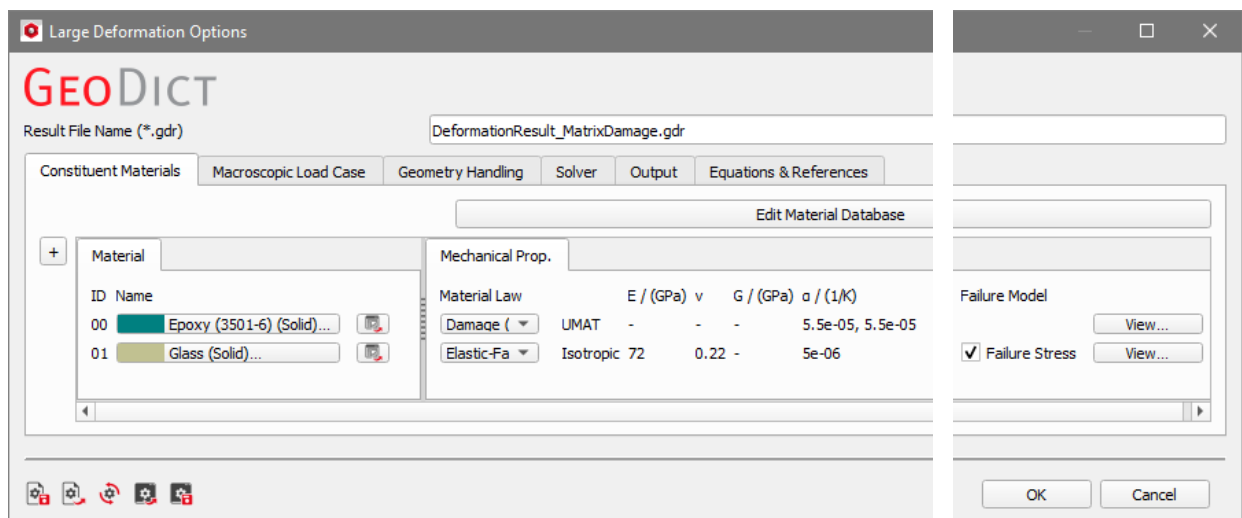 Large Deformation Options
GEODICT
Result File Name (*.gdr) DeformationResult_MatrixDamage.gdr
Constituent Materials Macroscopic Load Case Geometry Handling Solver Output Equations & References
Edit Material Database
+ Material Mechanical Prop.
ID Name Material Law E / (GPa) ν G / (GPa) α / (1/K) Failure Model
00 Epoxy (3501-6) (Solid)... Damage ( UMAT - - - 5.5e-05, 5.5e-05 View...
01 Glass (Solid)... Elastic-Fa Isotropic 72 0.22 - 5e-06 Failure Stress View...
OK Cancel